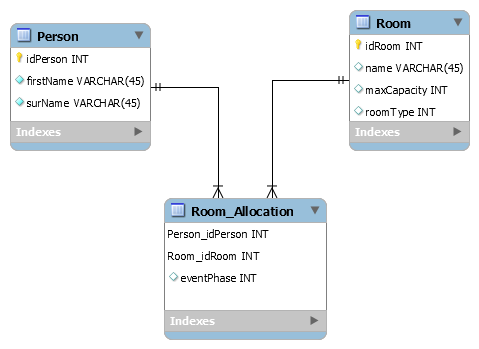 Person
idPerson INT
firstName VARCHAR(45)
surName VARCHAR(45)
Indexes
Room
idRoom INT
name VARCHAR(45)
maxCapacity INT
roomType INT
Indexes
Room_Allocation
Person_idPerson INT
Room_idRoom INT
eventPhase INT
Indexes